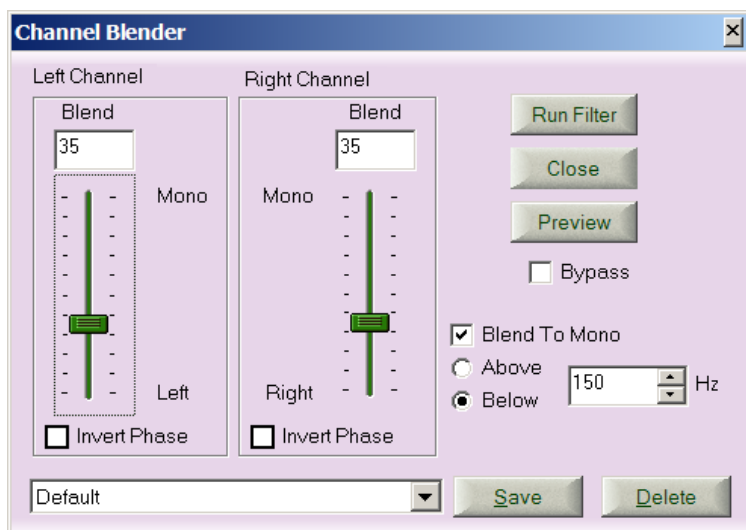 Channel Blender
Left Channel
Right Channel
Blend
Blend
35
35
Run Filter
Close
Preview
Bypass
Mono
Mono
Blend To Mono
Above
Below
150
Hz
Left
Right
Invert Phase
Invert Phase
Default
Save
Delete